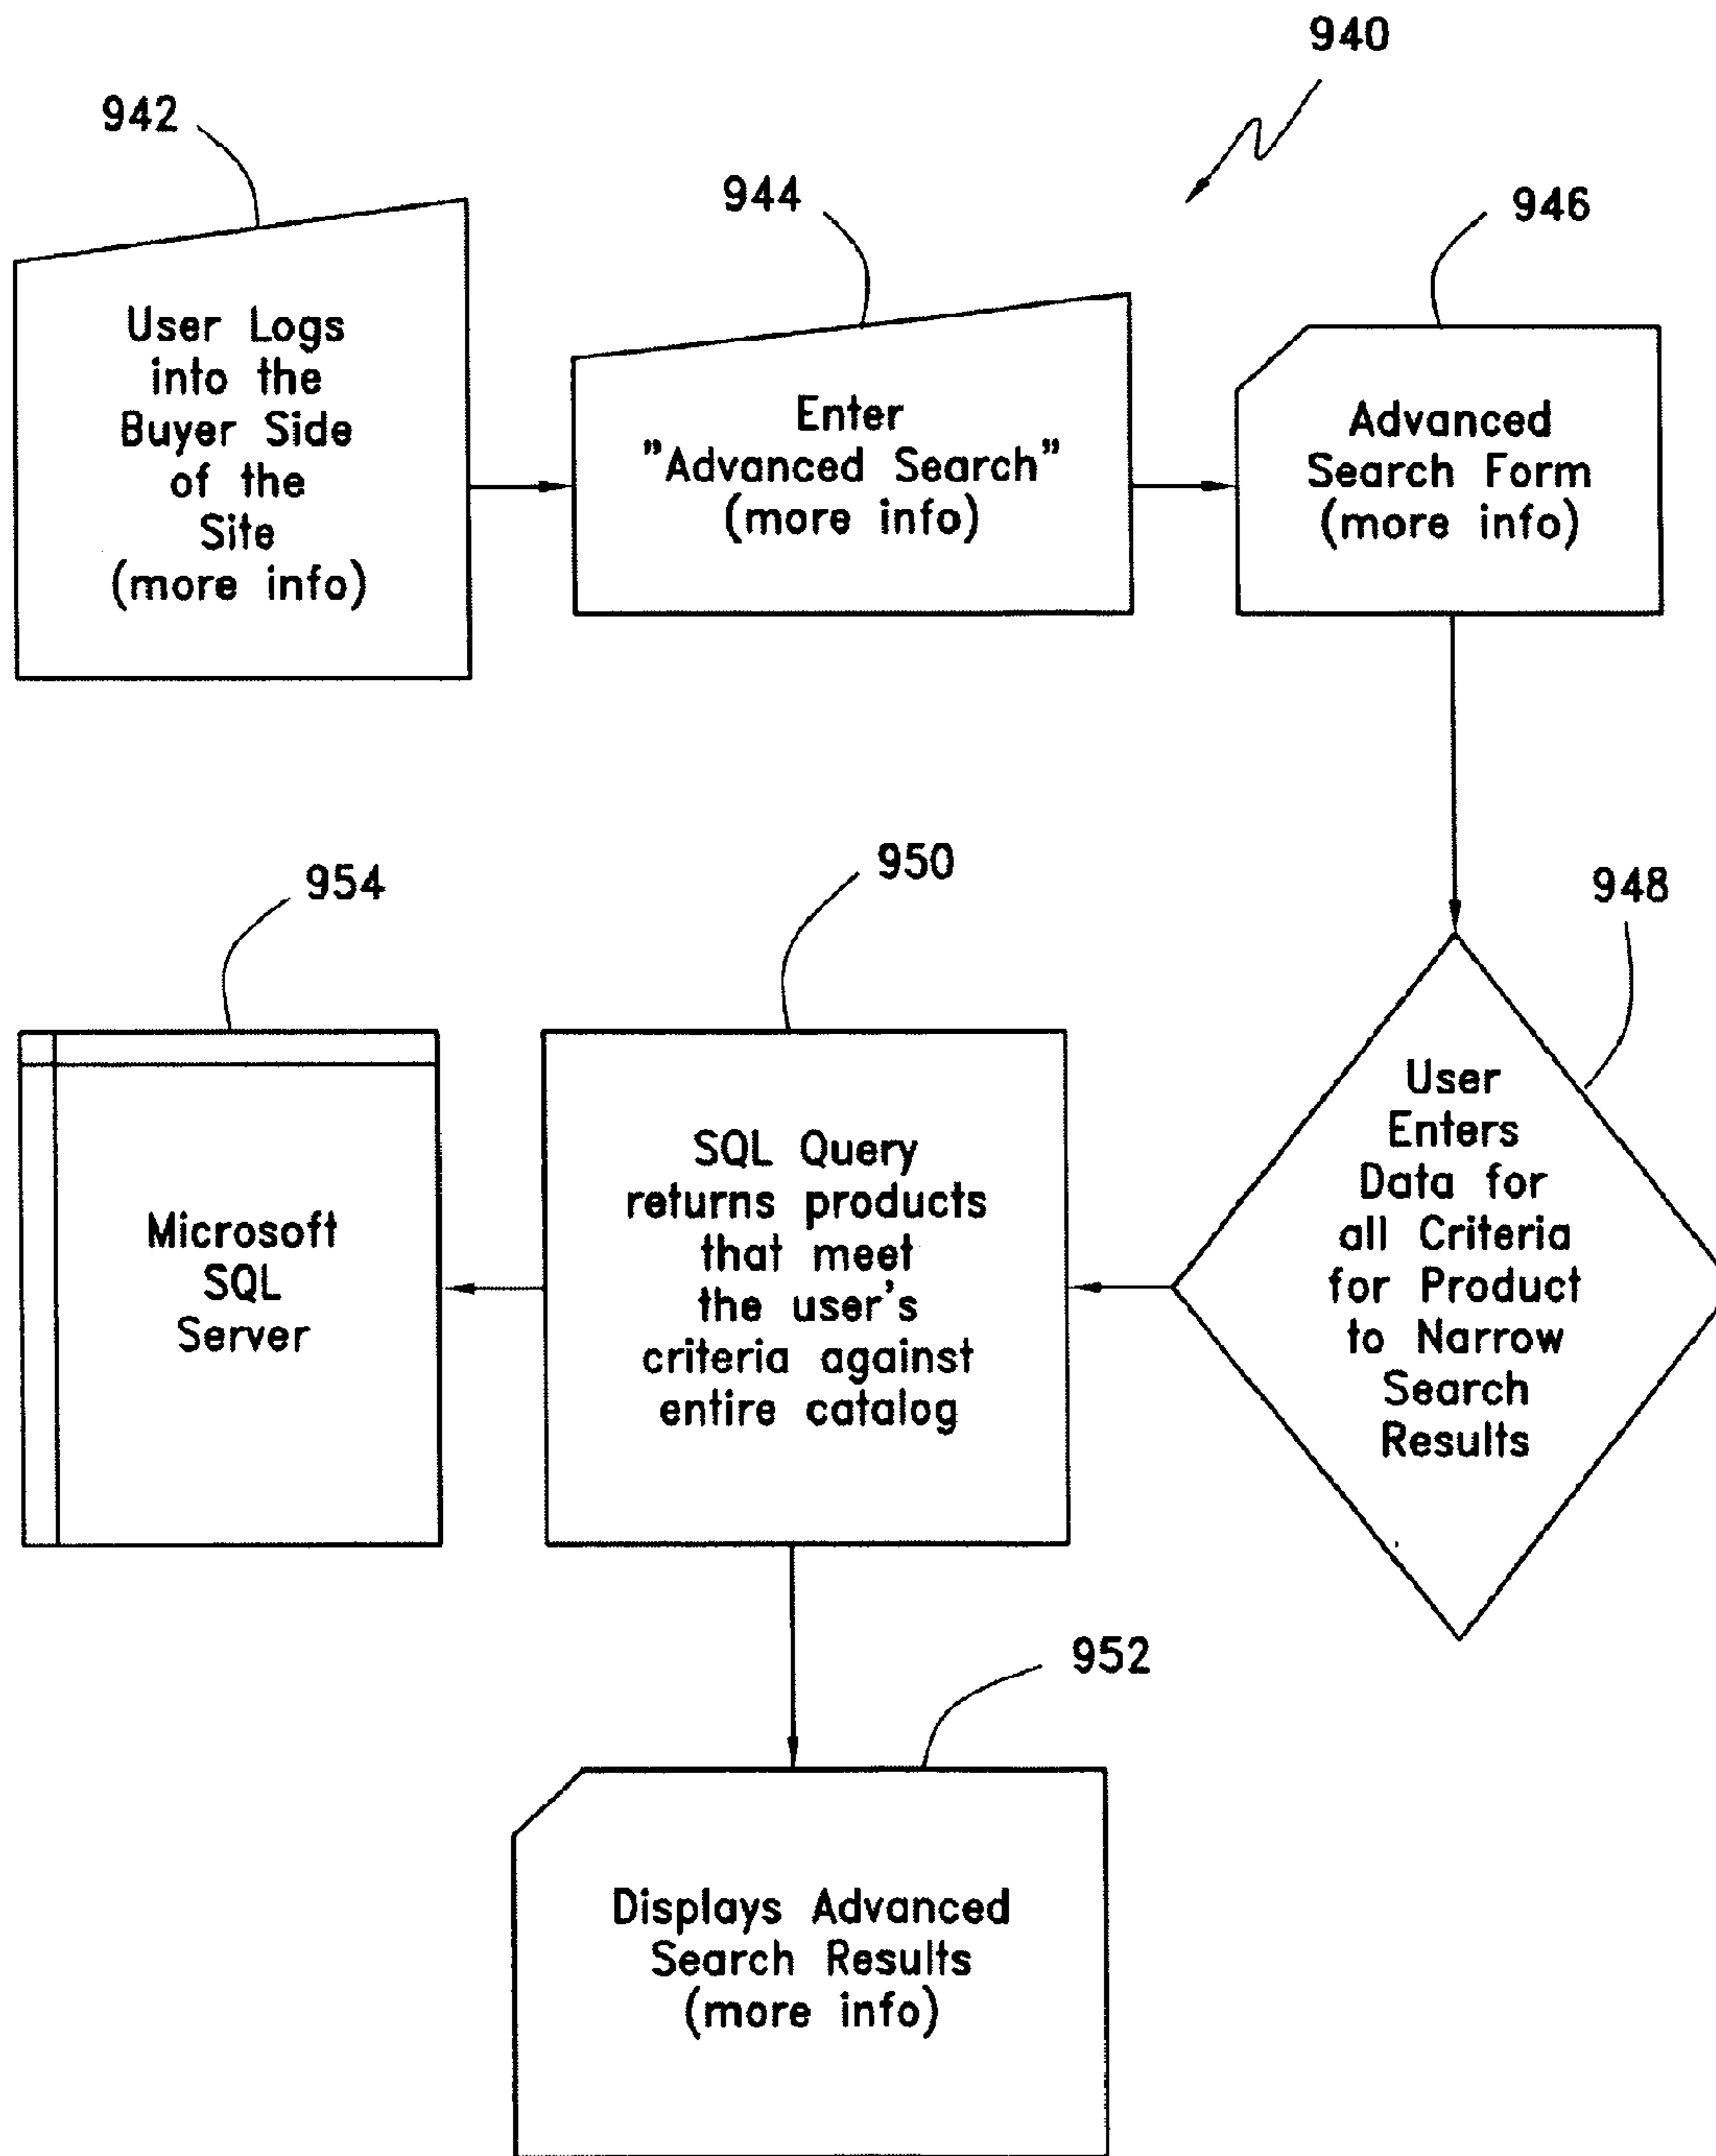 940
942
User Logs
into the
Buyer Side
of the
Site
(more info)
944
Enter
"Advanced Search"
(more info)
946
Advanced
Search Form
(more info)
948
User
Enters
Data for
all Criteria
for Product
to Narrow
Search
Results
950
SQL Query
returns products
that meet
the user's
criteria against
entire catalog
954
Microsoft
SQL
Server
952
Displays Advanced
Search Results
(more info)